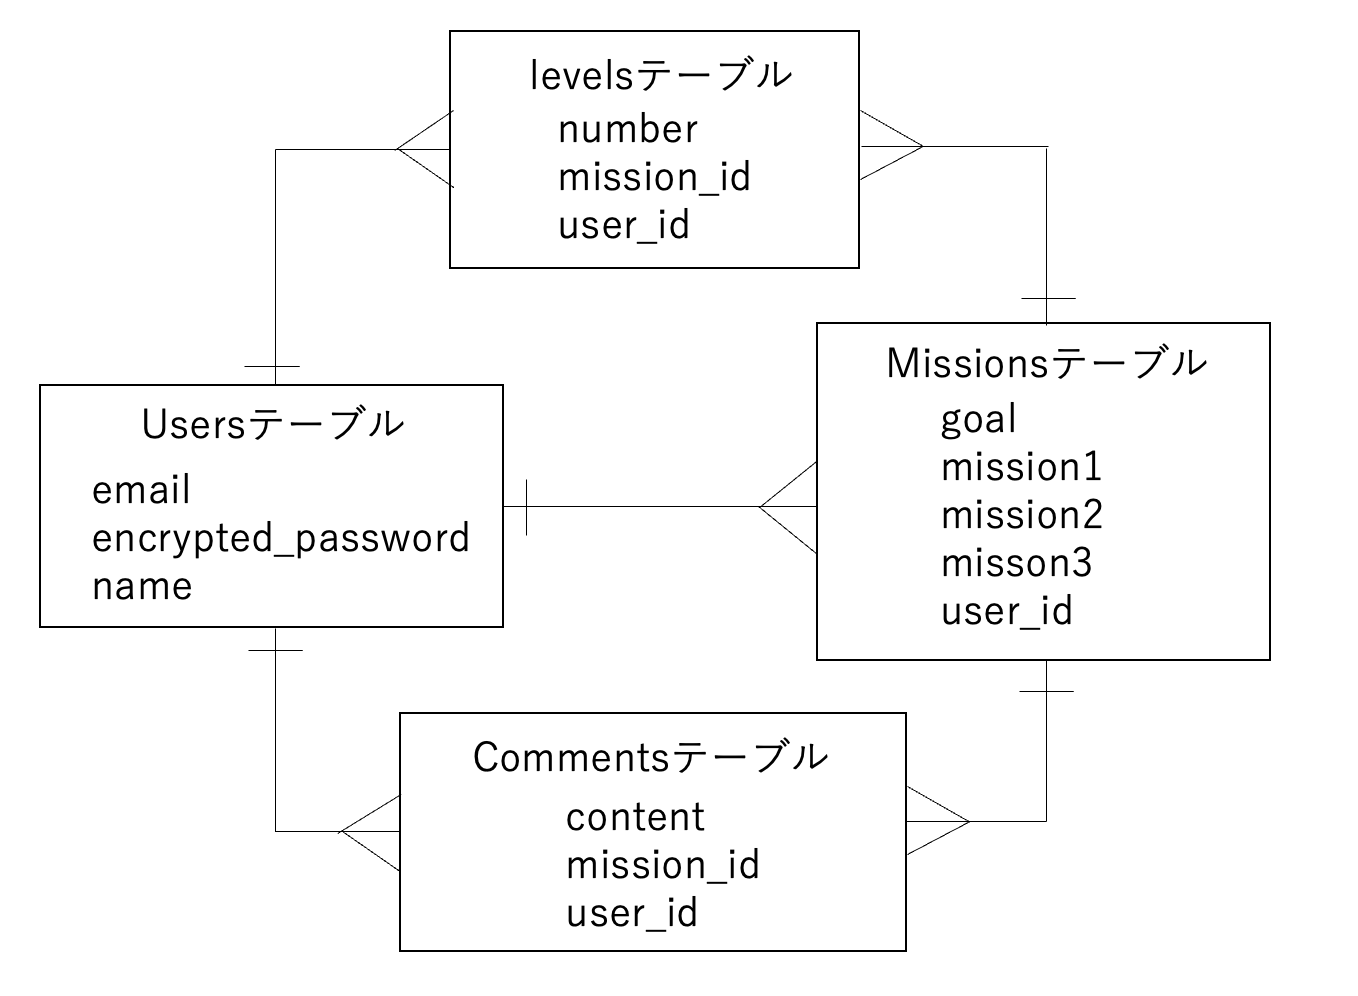 levelsテーブル
number
mission_id
user_id
Missionsテーブル
goal
mission1
mission2
misson3
user_id
Usersテーブル
email
encrypted_password
name
Commentsテーブル
content
mission_id
user_id